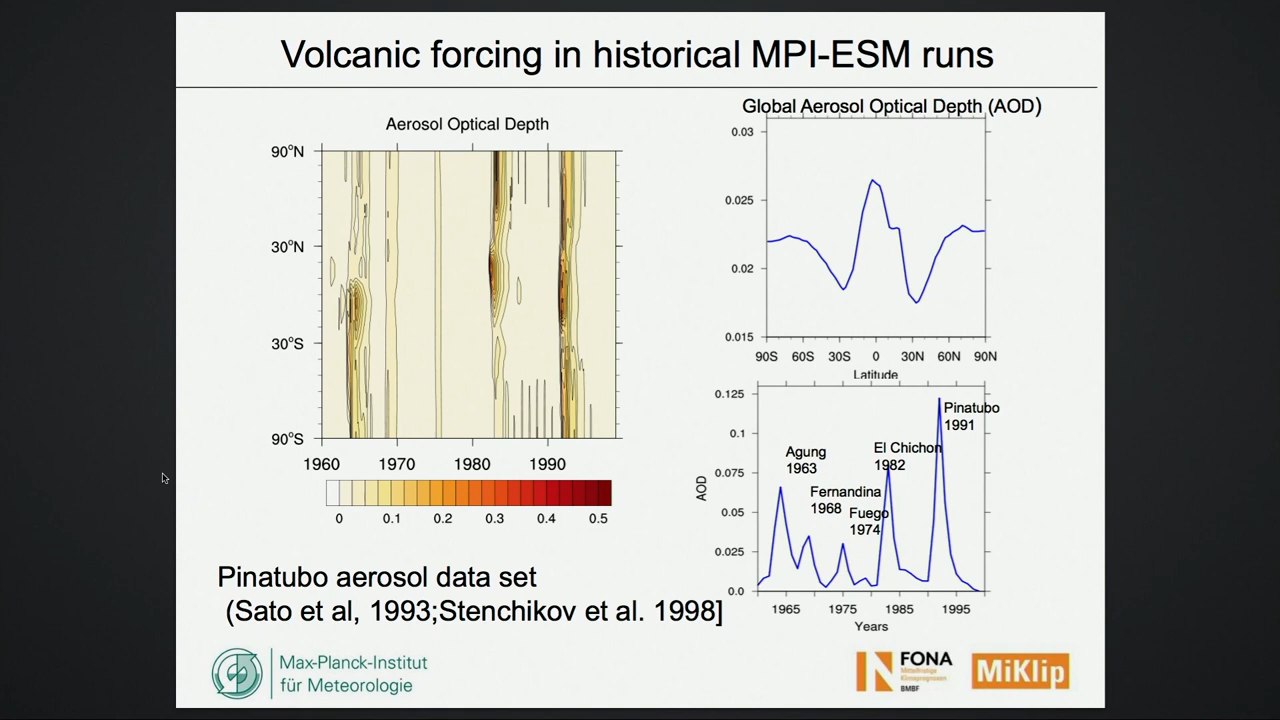 Volcanic forcing in historical MPI-ESM runs
Aerosol Optical Depth
90°N
30°N
30°S
90°S
1960 1970 1980 1990
0 0.1 0.2 0.3 0.4 0.5
Pinatubo aerosol data set
(Sato et al, 1993;Stenchikov et al. 1998]
Global Aerosol Optical Depth (AOD)
0.03
0.025
0.02
0.015
90S 60S 30S 0 30N 60N 90N
Latitude
0.125
0.1
0.075
0.05
0.025
0.0
AOD
Pinatubo
1991
El Chichon
1982
Agung
1963
Fernandina
1968
Fuego
1974
1965 1975 1985 1995
Years
Max-Planck-Institut
für Meteorologie
FONA
Mittelfristige
Klimaprognosen
BMBF
MiKlip